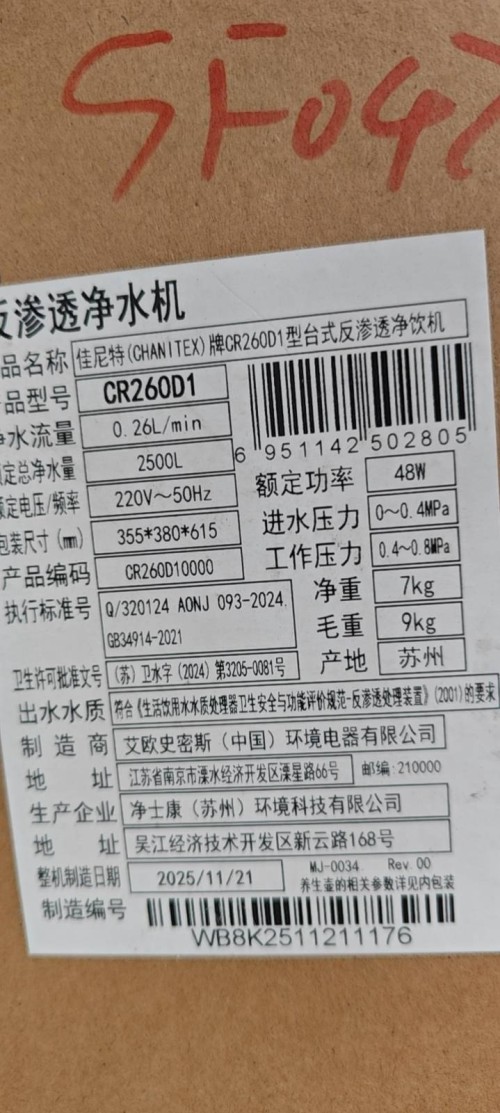 SF047
反渗透净水机
品名称 佳尼特(CHANITEX)牌CR260D1型台式反渗透净饮机
品型号 CR260D1
净水流量 0.26L/min
定总净水量 2500L
6 951142 502805
额定功率 48W
额定电压/频率 220V~50Hz
进水压力 0~0.4MPa
包装尺寸(mm) 355*380*615
工作压力 0.4~0.8MPa
产品编码 CR260D10000
净重 7kg
执行标准号 Q/320124 AONJ 093-2024.
GB34914-2021
毛重 9kg
产地 苏州
卫生许可批准文号 (苏)卫水字(2024)第3205-0081号
出水水质 符合《生活饮用水水质处理器卫生安全与功能评价规范-反渗透处理装置》(2001)的要求
制造商 艾欧史密斯(中国)环境电器有限公司
地址 江苏省南京市溧水经济开发区溧星路66号 邮编:210000
生产企业 净士康(苏州)环境科技有限公司
地址 吴江经济技术开发区新云路168号
整机制造日期 2025/11/21
MJ-0034 Rev 00
养生壶的相关参数详见内包装
制造编号
WB8K2511211176